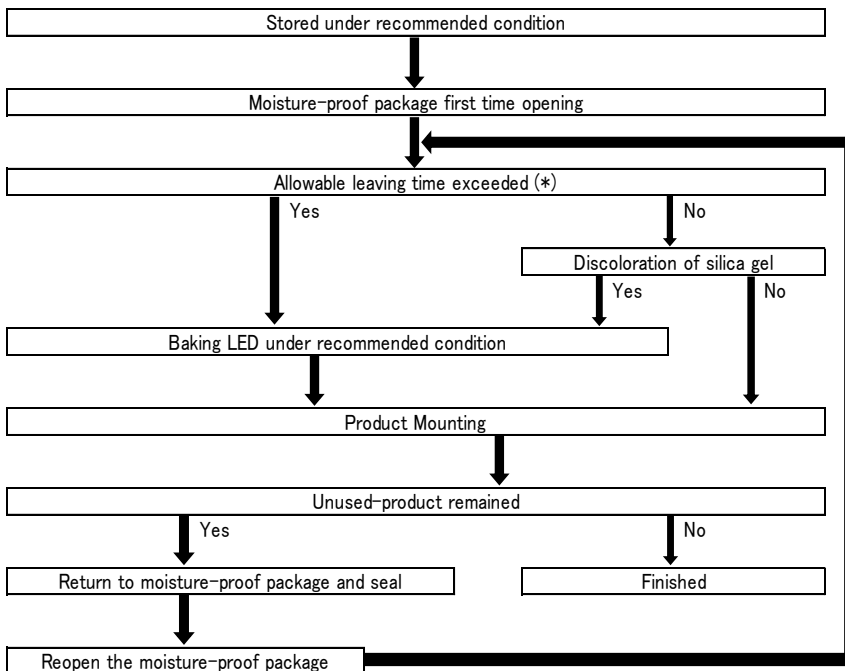 Stored under recommended condition
Moisture-proof package first time opening
Allowable leaving time exceeded (*)
Yes
No
Discoloration of silica gel
Yes
No
Baking LED under recommended condition
Product Mounting
Unused-product remained
Yes
No
Return to moisture-proof package and seal
Finished
Reopen the moisture-proof package